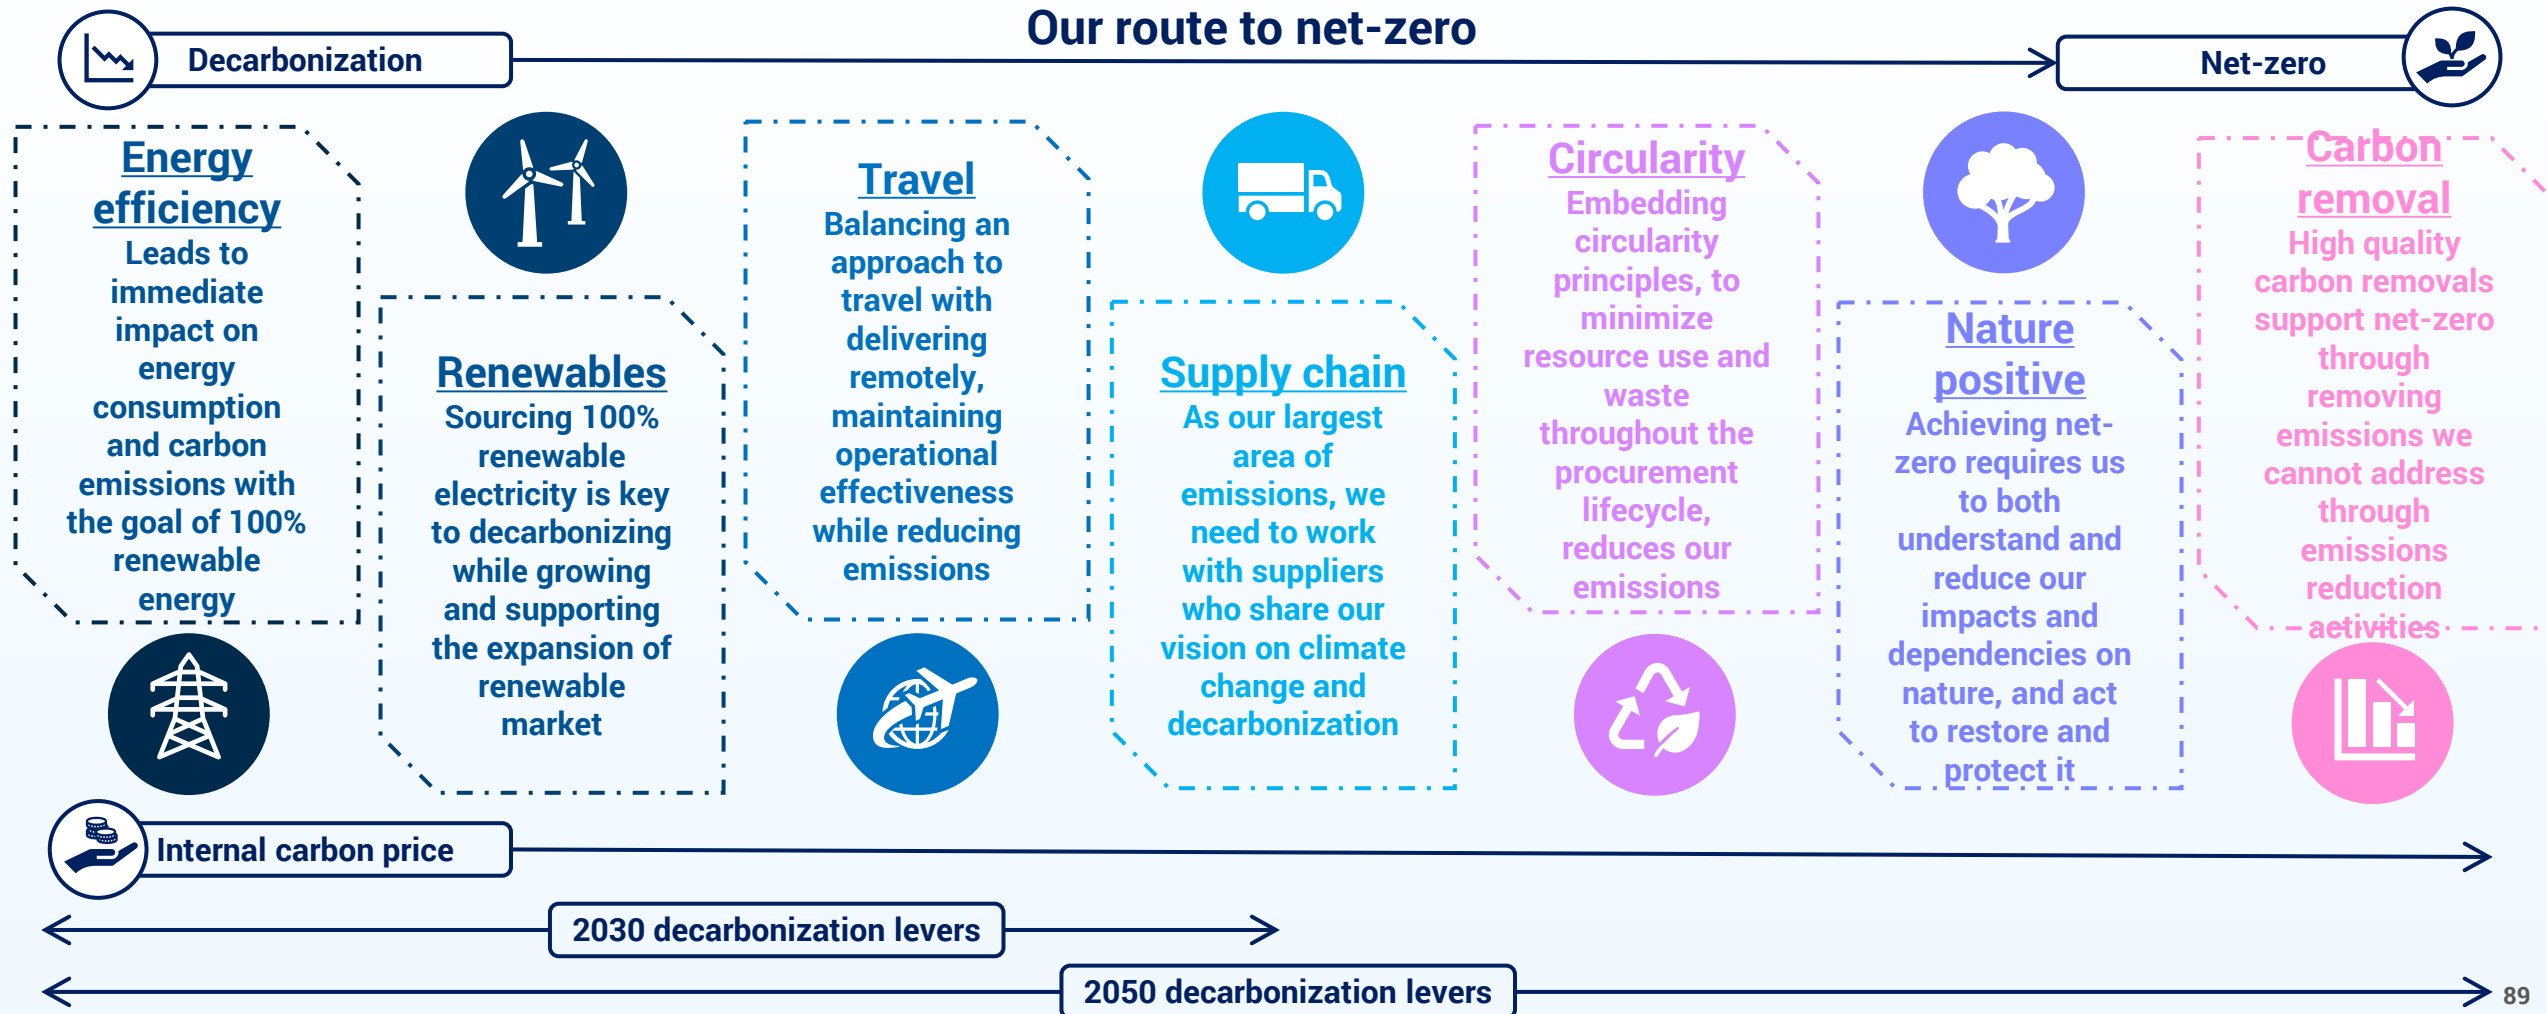 Our route to net-zero
Decarbonization
Net-zero
Energy
efficiency
Leads to
immediate
impact on
energy
consumption
and carbon
emissions with
the goal of 100%
renewable
energy
Renewables
Sourcing 100%
renewable
electricity is key
to decarbonizing
while growing
and supporting
the expansion of
renewable
market
Travel
Balancing an
approach to
travel with
delivering
remotely,
maintaining
operational
effectiveness
while reducing
emissions
Supply chain
As our largest
area of
emissions, we
need to work
with suppliers
who share our
vision on climate
change and
decarbonization
Circularity
Embedding
circularity
principles, to
minimize
resource use and
waste
throughout the
procurement
lifecycle,
reduces our
emissions
Nature
positive
Achieving net-
zero requires us
to both
understand and
reduce our
impacts and
dependencies on
nature, and act
to restore and
protect it
Carbon
removal
High quality
carbon removals
support net-zero
through
removing
emissions we
cannot address
through
emissions
reduction
activities
Internal carbon price
2030 decarbonization levers
2050 decarbonization levers
89